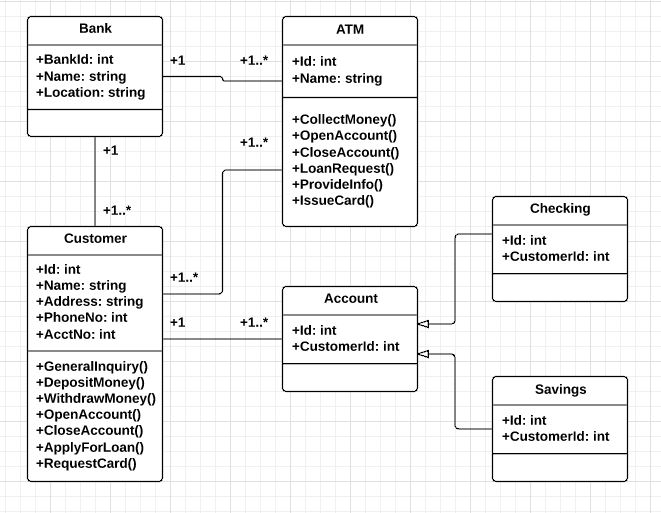 Bank
+BankId: int
+Name: string
+Location: string
+1
+1..*
ATM
+Id: int
+Name: string
+CollectMoney()
+OpenAccount()
+CloseAccount()
+LoanRequest()
+ProvideInfo()
+IssueCard()
+1
+1..*
+1..*
+1..*
Customer
+Id: int
+Name: string
+Address: string
+PhoneNo: int
+AcctNo: int
+GeneralInquiry()
+DepositMoney()
+WithdrawMoney()
+OpenAccount()
+CloseAccount()
+ApplyForLoan()
+RequestCard()
+1
+1..*
Account
+Id: int
+CustomerId: int
Checking
+Id: int
+CustomerId: int
Savings
+Id: int
+CustomerId: int